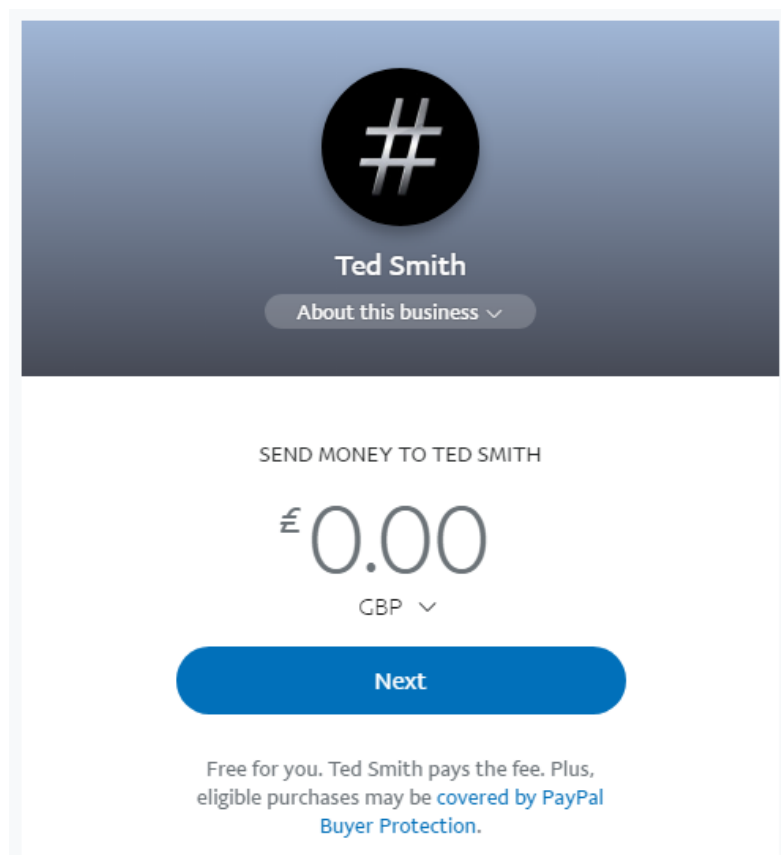 #
Ted Smith
About this business
SEND MONEY TO TED SMITH
£0.00
GBP
Next
Free for you. Ted Smith pays the fee. Plus,
eligible purchases may be covered by PayPal
Buyer Protection.